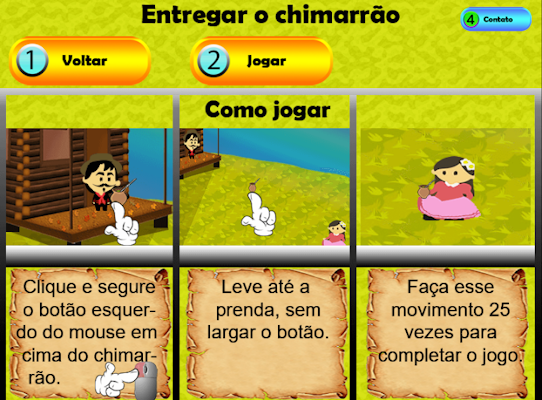 Entregar o chimarrão
4 Contato
1 Voltar
2 Jogar
Como jogar
Clique e segure
o botão esquer-
do do mouse em
cima do chimar-
rão.
Leve até a
prenda, sem
largar o botão.
Faça esse
movimento 25
vezes para
completar o jogo.